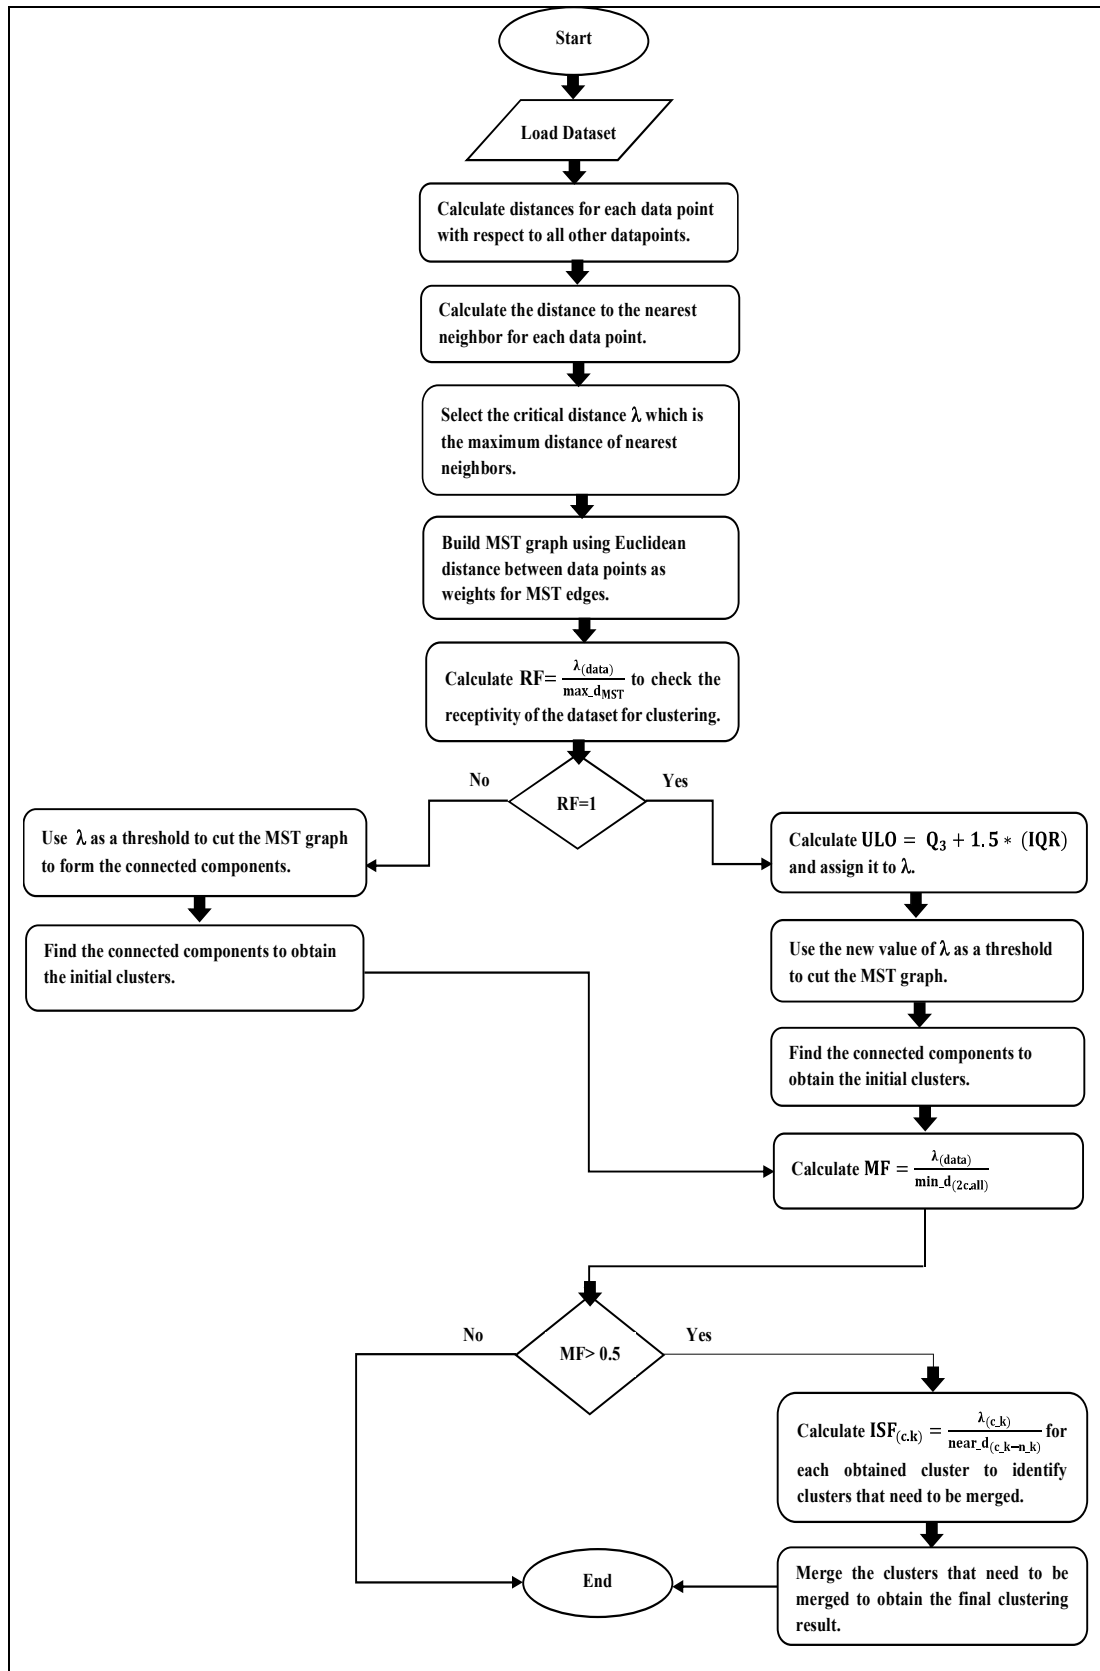 Start
Load Dataset
Calculate distances for each data point
with respect to all other datapoints.
Calculate the distance to the nearest
neighbor for each data point.
Select the critical distance λ which is
the maximum distance of nearest
neighbors.
Build MST graph using Euclidean
distance between data points as
weights for MST edges.
Calculate RF= λ(data) / max_dMST to check the
receptivity of the dataset for clustering.
No
Yes
RF=1
Use λ as a threshold to cut the MST graph
to form the connected components.
Find the connected components to obtain
the initial clusters.
Calculate ULO = Q3 + 1.5 * (IQR)
and assign it to λ.
Use the new value of λ as a threshold
to cut the MST graph.
Find the connected components to
obtain the initial clusters.
Calculate MF = λ(data) / min_d(2c.all)
No
Yes
MF> 0.5
Calculate ISF(c.k) = λ(c_k) / near_d(c_k−n_k) for
each obtained cluster to identify
clusters that need to be merged.
Merge the clusters that need to be
merged to obtain the final clustering
result.
End